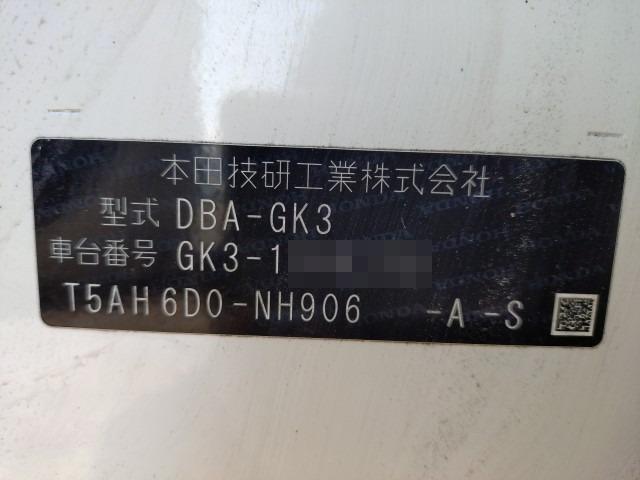 本田技研工業株式会社
型式 DBA-GK3
車台番号 GK3-1
T5AH6D0-NH906 -A -S